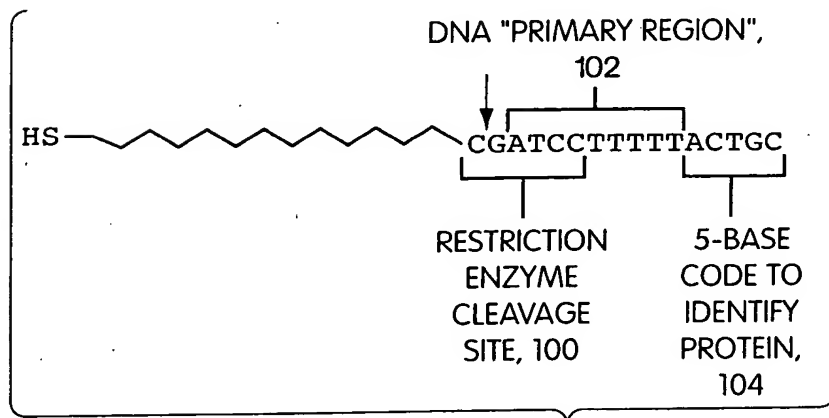 DNA "PRIMARY REGION",
102
HS
CGATCCTTTTTACTGC
RESTRICTION
ENZYME
CLEAVAGE
SITE, 100
5-BASE
CODE TO
IDENTIFY
PROTEIN,
104